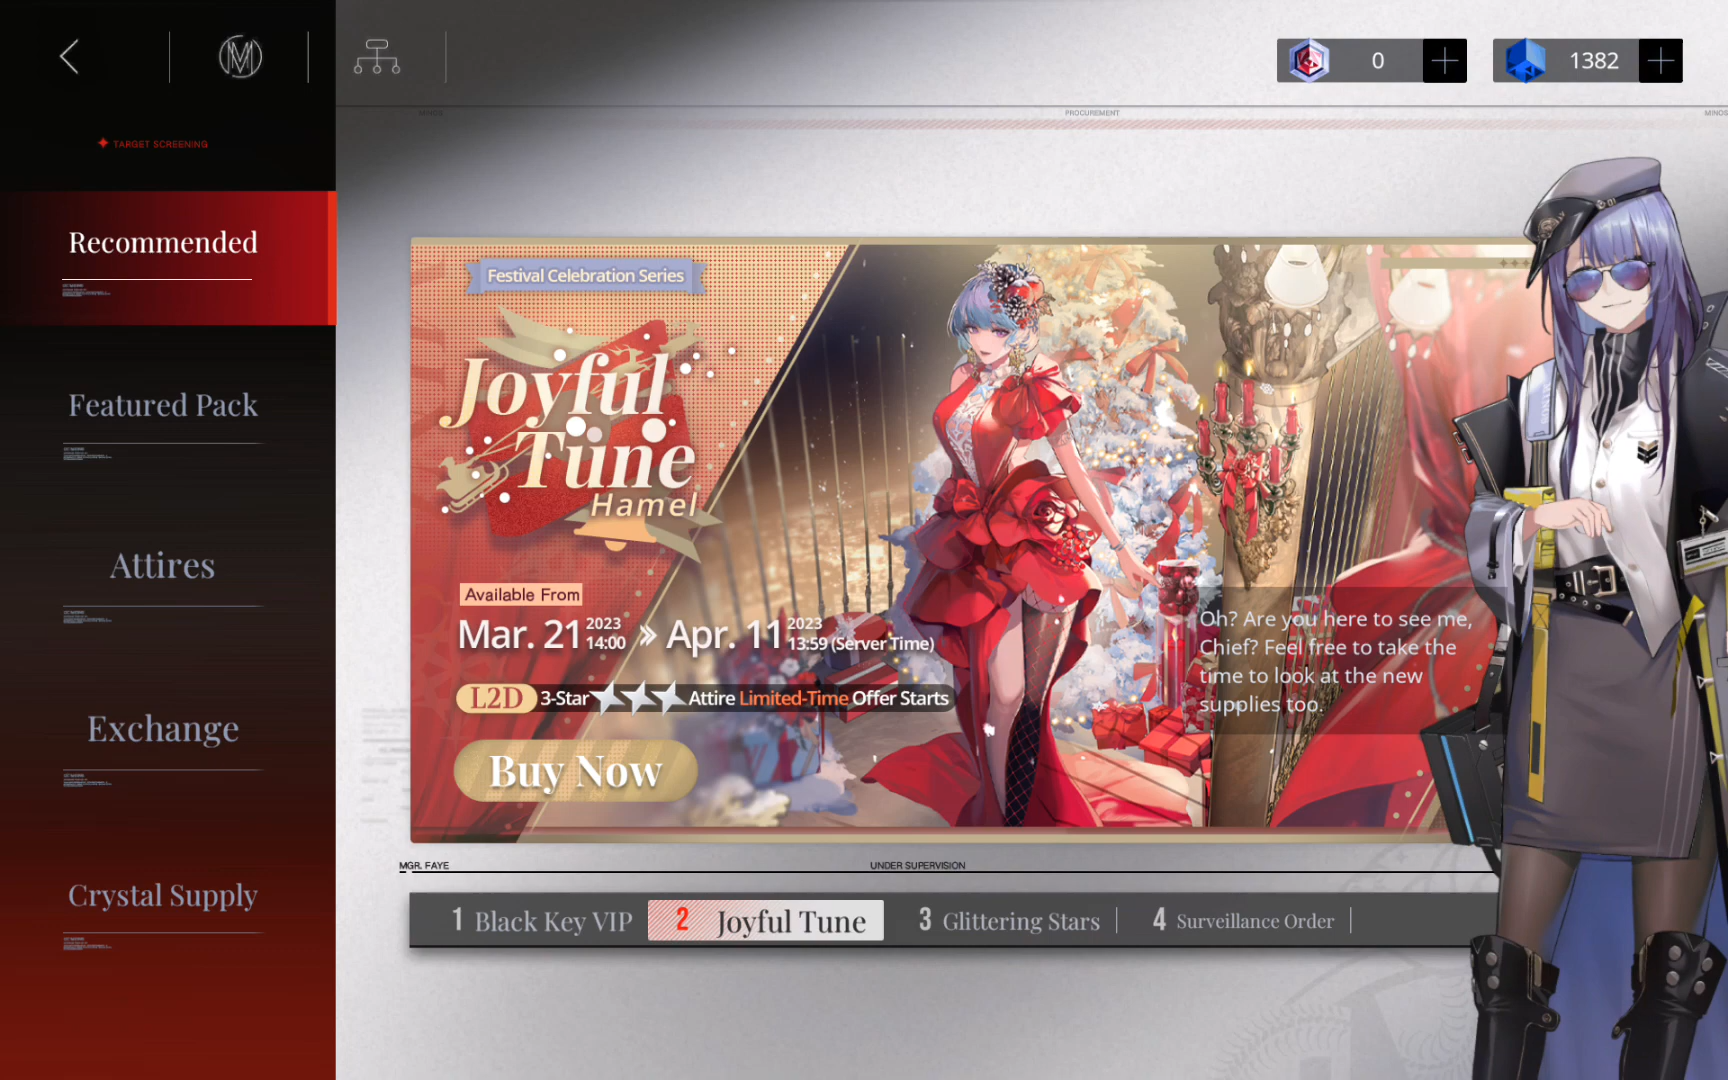 0
1382
MINOS
PROCUREMENT
MINOS
TARGET SCREENING
Recommended
Featured Pack
Attires
Exchange
Crystal Supply
Festival Celebration Series
Joyful
Tune
Hamel
Available From
Mar. 21 2023 14:00 » Apr. 11 2023 13:59 (Server Time)
L2D 3-Star Attire Limited-Time Offer Starts
Buy Now
Oh? Are you here to see me,
Chief? Feel free to take the
time to look at the new
supplies too.
MGR. FAYE
UNDER SUPERVISION
1 Black Key VIP
2 Joyful Tune
3 Glittering Stars
4 Surveillance Order